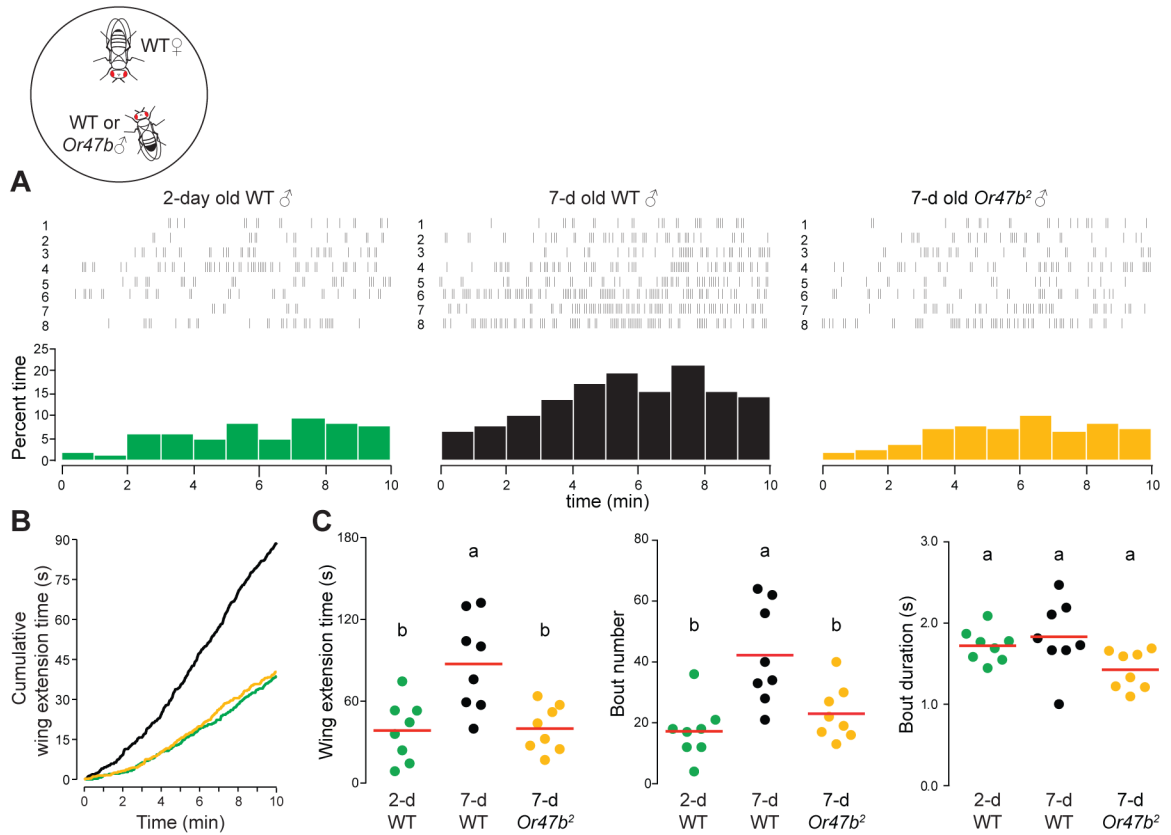 WT♀
WT or
Or47b♂
A
2-day old WT ♂
7-d old WT ♂
7-d old Or47b² ♂
1
2
3
4
5
6
7
8
1
2
3
4
5
6
7
8
1
2
3
4
5
6
7
8
Percent time
25
20
15
10
5
0
0 2 4 6 8 10
0 2 4 6 8 10
0 2 4 6 8 10
time (min)
B
Cumulative
wing extension time (s)
90
75
60
45
30
15
0
0 2 4 6 8 10
Time (min)
C
Wing extension time (s)
180
120
60
0
b
a
b
2-d
WT
7-d
WT
7-d
Or47b²
Bout number
80
60
40
20
0
b
a
b
2-d
WT
7-d
WT
7-d
Or47b²
Bout duration (s)
3.0
2.0
1.0
0.0
a
a
a
2-d
WT
7-d
WT
7-d
Or47b²